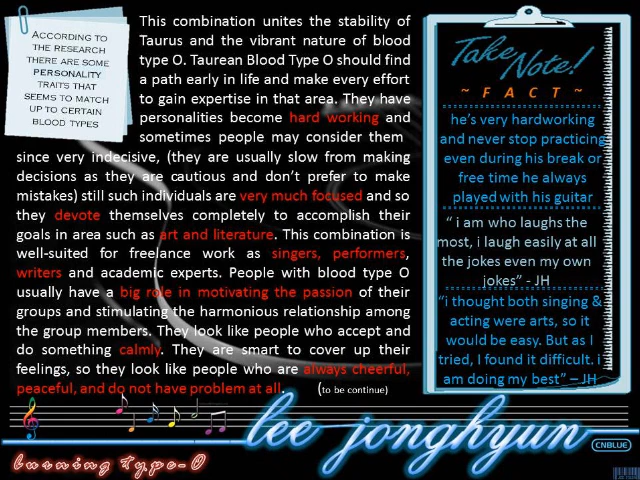 ACCORDING TO
THE RESEARCH
THERE ARE SOME
PERSONALITY
TRAITS THAT
SEEMS TO MATCH
UP TO CERTAIN
BLOOD TYPES
This combination unites the stability of
Taurus and the vibrant nature of blood
type O. Taurean Blood Type O should find
a path early in life and make every effort
to gain expertise in that area. They have
personalities become hard working and
sometimes people may consider them
since very indecisive, (they are usually slow from making
decisions as they are cautious and don't prefer to make
mistakes) still such individuals are very much focused and so
they devote themselves completely to accomplish their
goals in area such as art and literature. This combination is
well-suited for freelance work as singers, performers,
writers and academic experts. People with blood type O
usually have a big role in motivating the passion of their
groups and stimulating the harmonious relationship among
the group members. They look like people who accept and
do something calmly. They are smart to cover up their
feelings, so they look like people who are always cheerful,
peaceful, and do not have problem at all. (to be continue)
Take Note!
~ F A C T ~
he's very hardworking
and never stop practicing
even during his break or
free time he always
played with his guitar
" i am who laughs the
most, i laugh easily at all
the jokes even my own
jokes" - JH
"i thought both singing &
acting were arts, so it
would be easy. But as I
tried, I found it difficult. i
am doing my best" – JH
lee jonghyun
CNBLUE
burning type-O